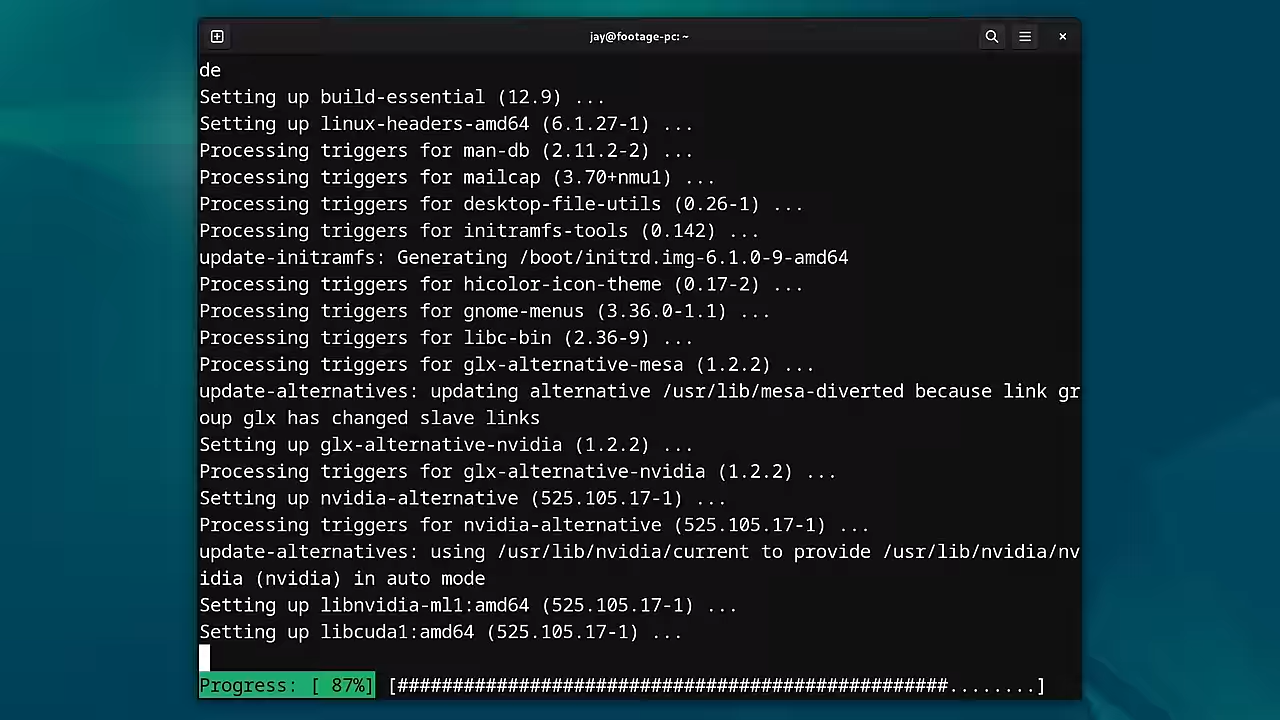 jay@footage-pc: ~
de
Setting up build-essential (12.9) ...
Setting up linux-headers-amd64 (6.1.27-1) ...
Processing triggers for man-db (2.11.2-2) ...
Processing triggers for mailcap (3.70+nmu1) ...
Processing triggers for desktop-file-utils (0.26-1) ...
Processing triggers for initramfs-tools (0.142) ...
update-initramfs: Generating /boot/initrd.img-6.1.0-9-amd64
Processing triggers for hicolor-icon-theme (0.17-2) ...
Processing triggers for gnome-menus (3.36.0-1.1) ...
Processing triggers for libc-bin (2.36-9) ...
Processing triggers for glx-alternative-mesa (1.2.2) ...
update-alternatives: updating alternative /usr/lib/mesa-diverted because link gr
oup glx has changed slave links
Setting up glx-alternative-nvidia (1.2.2) ...
Processing triggers for glx-alternative-nvidia (1.2.2) ...
Setting up nvidia-alternative (525.105.17-1) ...
Processing triggers for nvidia-alternative (525.105.17-1) ...
update-alternatives: using /usr/lib/nvidia/current to provide /usr/lib/nvidia/nv
idia (nvidia) in auto mode
Setting up libnvidia-ml1:amd64 (525.105.17-1) ...
Setting up libcuda1:amd64 (525.105.17-1) ...
Progress: [ 87%] [##################################################........]